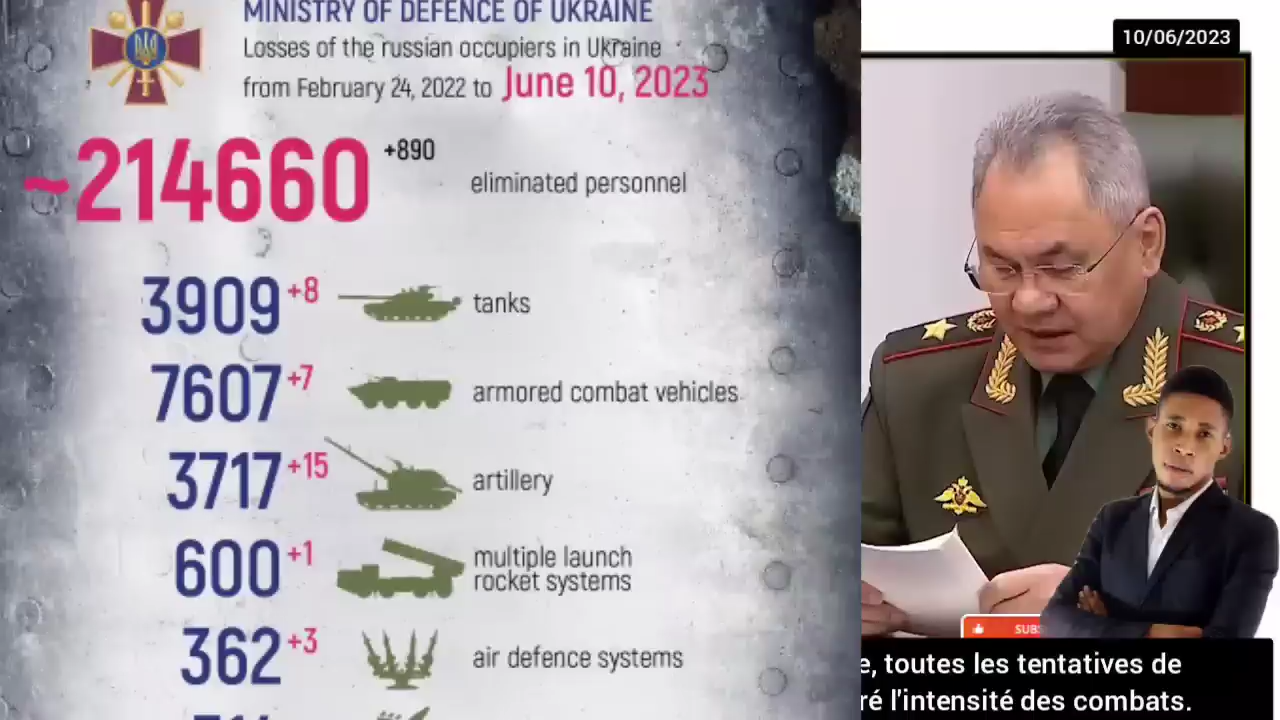 MINISTRY OF DEFENCE OF UKRAINE
Losses of the russian occupiers in Ukraine
from February 24, 2022 to June 10, 2023
~214660 +890 eliminated personnel
3909 +8 tanks
7607 +7 armored combat vehicles
3717 +15 artillery
600 +1 multiple launch
rocket systems
362 +3 air defence systems
10/06/2023
SUBS
e, toutes les tentatives de
ré l'intensité des combats.